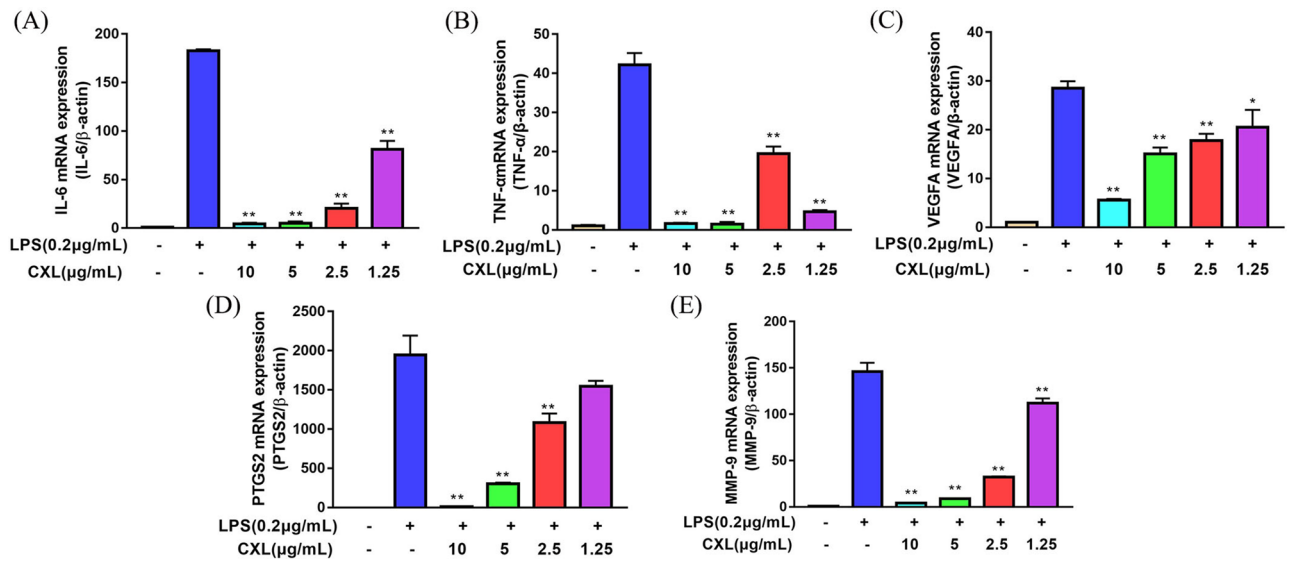 (A)
IL-6 mRNA expression
(IL-6/β-actin)
200
150
100
50
0
** ** ** **
LPS(0.2μg/mL) - + + + + +
CXL(μg/mL) - - 10 5 2.5 1.25
(B)
TNF-αmRNA expression
(TNF-α/β-actin)
50
40
30
20
10
0
** ** ** **
LPS(0.2μg/mL) - + + + + +
CXL(μg/mL) - - 10 5 2.5 1.25
(C)
VEGFA mRNA expression
(VEGFA/β-actin)
40
30
20
10
0
** ** ** *
LPS(0.2μg/mL) - + + + + +
CXL(μg/mL) - - 10 5 2.5 1.25
(D)
PTGS2 mRNA expression
(PTGS2/β-actin)
2500
2000
1500
1000
500
0
** ** **
LPS(0.2μg/mL) - + + + + +
CXL(μg/mL) - - 10 5 2.5 1.25
(E)
MMP-9 mRNA expression
(MMP-9/β-actin)
200
150
100
50
0
** ** ** **
LPS(0.2μg/mL) - + + + + +
CXL(μg/mL) - - 10 5 2.5 1.25